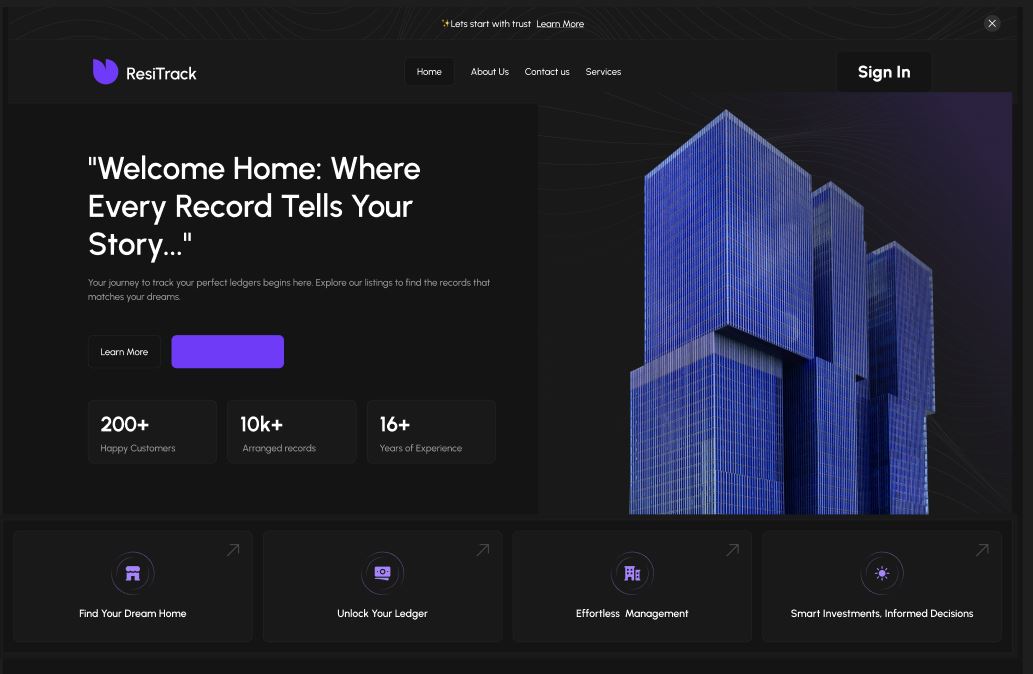 ✨Lets start with trust Learn More
ResiTrack
Home
About Us
Contact us
Services
Sign In
"Welcome Home: Where
Every Record Tells Your
Story..."
Your journey to track your perfect ledgers begins here. Explore our listings to find the records that
matches your dreams.
Learn More
200+
Happy Customers
10k+
Arranged records
16+
Years of Experience
Find Your Dream Home
Unlock Your Ledger
Effortless Management
Smart Investments, Informed Decisions